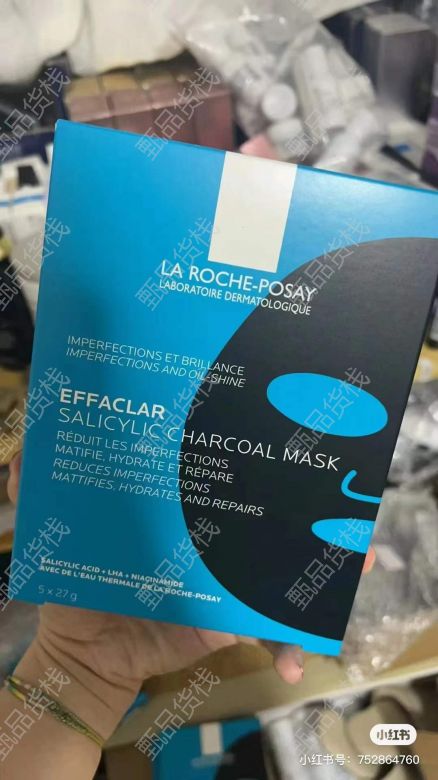 LA ROCHE-POSAY
LABORATOIRE DERMATOLOGIQUE
IMPERFECTIONS ET BRILLANCE
IMPERFECTIONS AND OIL-SHINE
EFFACLAR
SALICYLIC CHARCOAL MASK
RÉDUIT LES IMPERFECTIONS
MATIFIE, HYDRATE ET RÉPARE
REDUCES IMPERFECTIONS
MATTIFIES, HYDRATES AND REPAIRS
SALICYLIC ACID + LHA + NIACINAMIDE
AVEC DE L'EAU THERMALE DE LA ROCHE-POSAY
5 x 27 g
甄品货栈
小红书
小红书号: 752864760